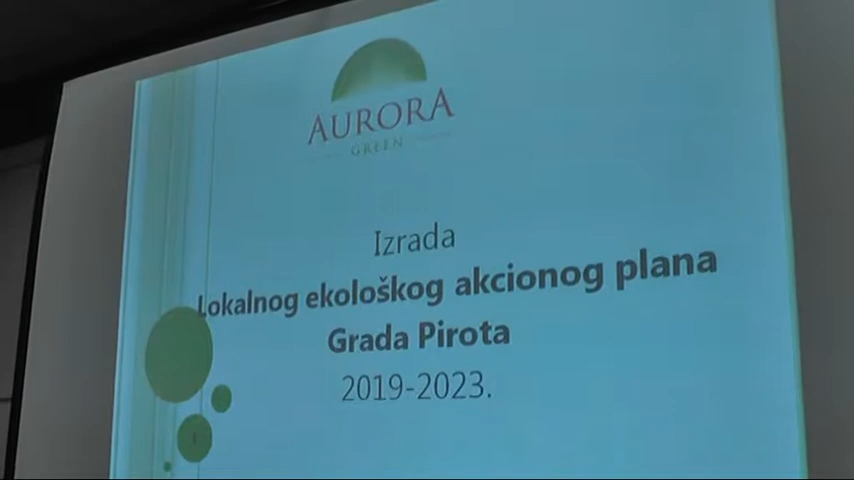 AURORA
GREEN
Izrada
Lokalnog ekološkog akcionog plana
Grada Pirota
2019-2023.